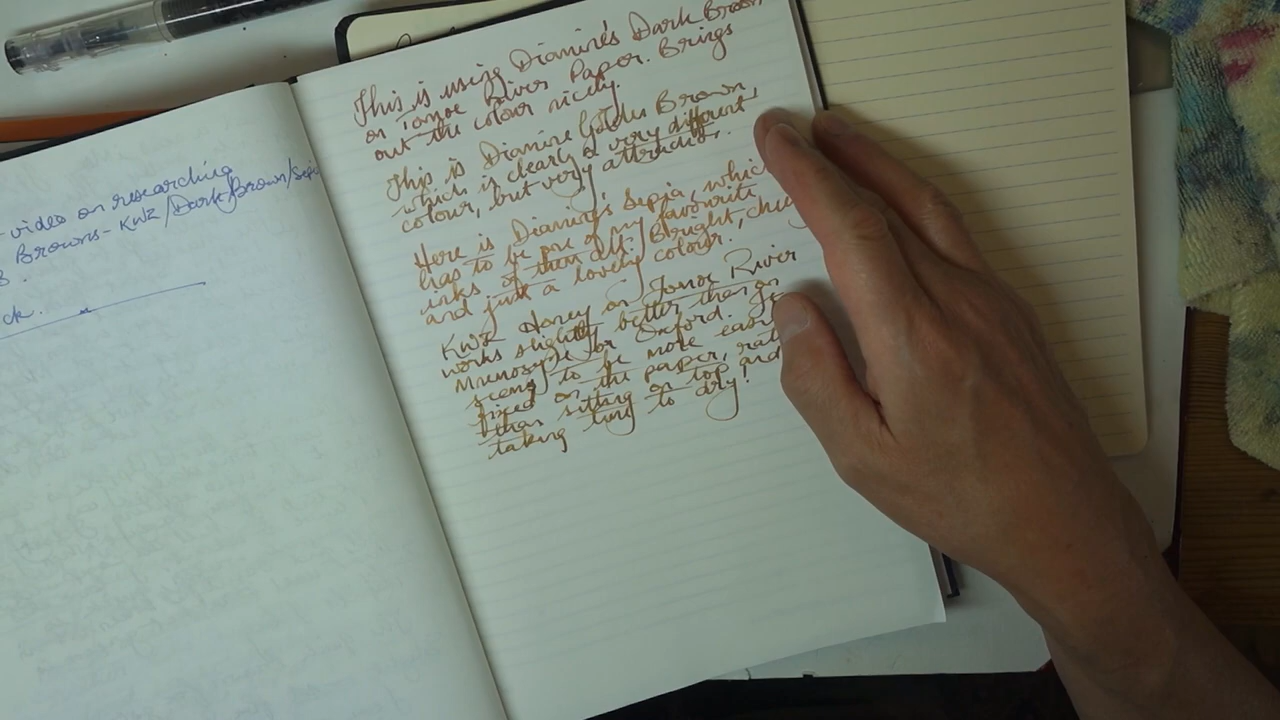 - video on researching
Browns - KWZ/Dark Brown/Sepi
ck.
This is using Diamine's Dark Brown
on Tomoe River Paper. Brings
out the colour nicely.
This is Diamine Golden Brown,
which is clearly a very different
colour, but very attractive.
Here is Diamine's Sepia, which
has to be one of my favourite
inks of them all. Bright, cheer
and just a lovely colour.
KWZ Honey on Tomoe River
works slightly better than on
Mnemosyne or Oxford. It
seems to be more easi
fixed on the paper, rat
than sitting on top and
taking time to dry!